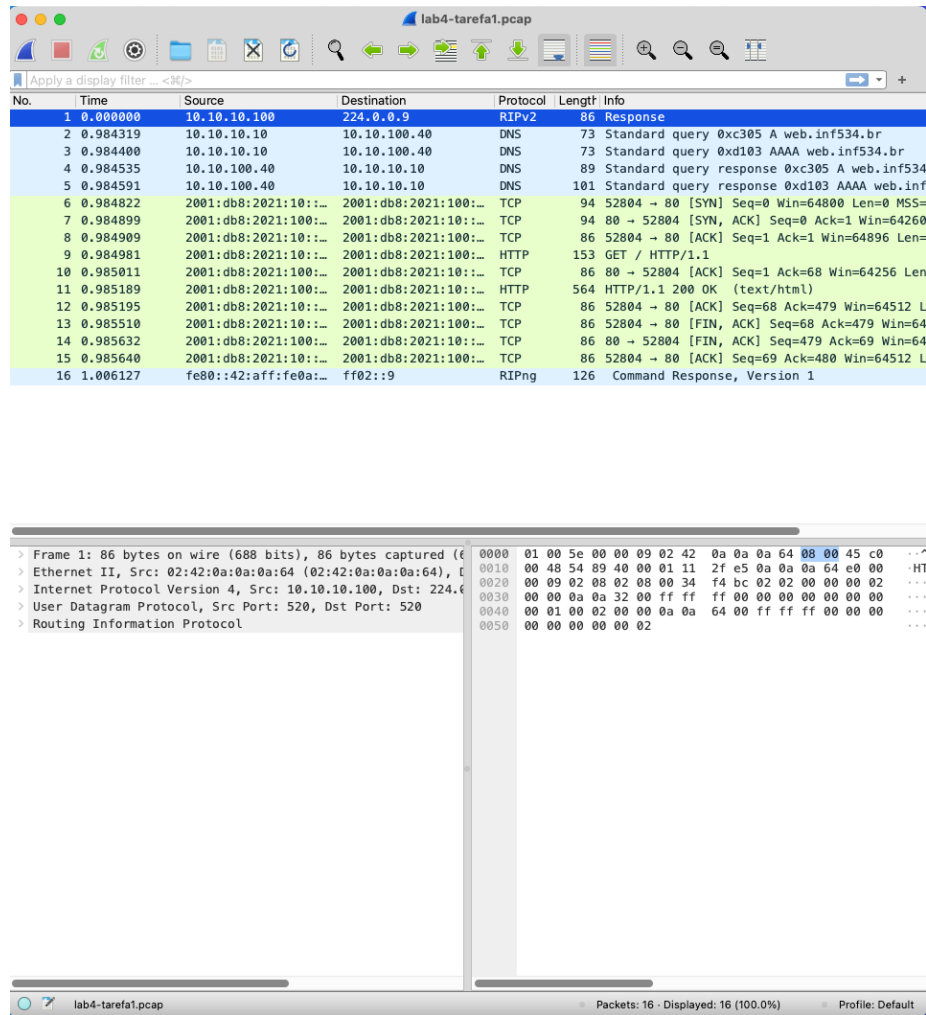 lab4-tarefa1.pcap
Apply a display filter ... <⌘/>
No. Time Source Destination Protocol Length Info
1 0.000000 10.10.10.100 224.0.0.9 RIPv2 86 Response
2 0.984319 10.10.10.10 10.10.100.40 DNS 73 Standard query 0xc305 A web.inf534.br
3 0.984400 10.10.10.10 10.10.100.40 DNS 73 Standard query 0xd103 AAAA web.inf534.br
4 0.984535 10.10.100.40 10.10.10.10 DNS 89 Standard query response 0xc305 A web.inf534
5 0.984591 10.10.100.40 10.10.10.10 DNS 101 Standard query response 0xd103 AAAA web.inf
6 0.984822 2001:db8:2021:10::… 2001:db8:2021:100:… TCP 94 52804 → 80 [SYN] Seq=0 Win=64800 Len=0 MSS=
7 0.984899 2001:db8:2021:100:… 2001:db8:2021:10::… TCP 94 80 → 52804 [SYN, ACK] Seq=0 Ack=1 Win=64260
8 0.984909 2001:db8:2021:10::… 2001:db8:2021:100:… TCP 86 52804 → 80 [ACK] Seq=1 Ack=1 Win=64896 Len=
9 0.984981 2001:db8:2021:10::… 2001:db8:2021:100:… HTTP 153 GET / HTTP/1.1
10 0.985011 2001:db8:2021:100:… 2001:db8:2021:10::… TCP 86 80 → 52804 [ACK] Seq=1 Ack=68 Win=64256 Len
11 0.985189 2001:db8:2021:100:… 2001:db8:2021:10::… HTTP 564 HTTP/1.1 200 OK (text/html)
12 0.985195 2001:db8:2021:10::… 2001:db8:2021:100:… TCP 86 52804 → 80 [ACK] Seq=68 Ack=479 Win=64512 L
13 0.985510 2001:db8:2021:10::… 2001:db8:2021:100:… TCP 86 52804 → 80 [FIN, ACK] Seq=68 Ack=479 Win=64
14 0.985632 2001:db8:2021:100:… 2001:db8:2021:10::… TCP 86 80 → 52804 [FIN, ACK] Seq=479 Ack=69 Win=64
15 0.985640 2001:db8:2021:10::… 2001:db8:2021:100:… TCP 86 52804 → 80 [ACK] Seq=69 Ack=480 Win=64512 L
16 1.006127 fe80::42:aff:fe0a:… ff02::9 RIPng 126 Command Response, Version 1
Frame 1: 86 bytes on wire (688 bits), 86 bytes captured (6
Ethernet II, Src: 02:42:0a:0a:0a:64 (02:42:0a:0a:0a:64), D
Internet Protocol Version 4, Src: 10.10.10.100, Dst: 224.0
User Datagram Protocol, Src Port: 520, Dst Port: 520
Routing Information Protocol
0000 01 00 5e 00 00 09 02 42 0a 0a 0a 64 08 00 45 c0 ··^
0010 00 48 54 89 40 00 01 11 2f e5 0a 0a 0a 64 e0 00 ·HT
0020 00 09 02 08 02 08 00 34 f4 bc 02 02 00 00 00 02 ···
0030 00 00 0a 0a 32 00 ff ff ff 00 00 00 00 00 00 00
0040 00 01 00 02 00 00 0a 0a 64 00 ff ff ff 00 00 00 ···
0050 00 00 00 00 00 02 ···
lab4-tarefa1.pcap Packets: 16 · Displayed: 16 (100.0%) Profile: Default